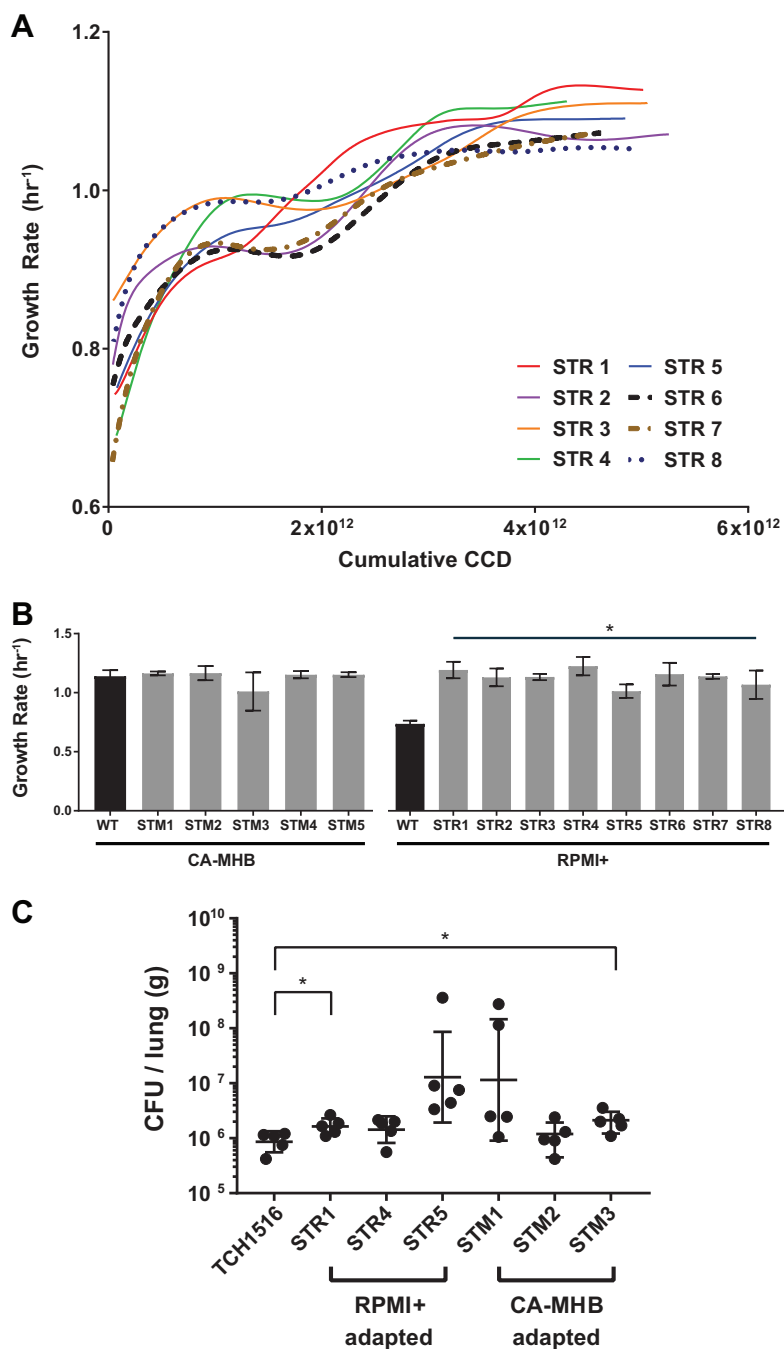 A
1.2
1.0
0.8
0.6
Growth Rate (hr-1)
STR 1
STR 2
STR 3
STR 4
STR 5
STR 6
STR 7
STR 8
0
2x10¹²
4x10¹²
6x10¹²
Cumulative CCD
B
1.5
1.0
0.5
0.0
Growth Rate (hr-1)
*
WT STM1 STM2 STM3 STM4 STM5
CA-MHB
WT STR1 STR2 STR3 STR4 STR5 STR6 STR7 STR8
RPMI+
C
10¹⁰
10⁹
10⁸
10⁷
10⁶
10⁵
CFU / lung (g)
*
*
TCH1516
STR1
STR4
STR5
STM1
STM2
STM3
RPMI+
adapted
CA-MHB
adapted